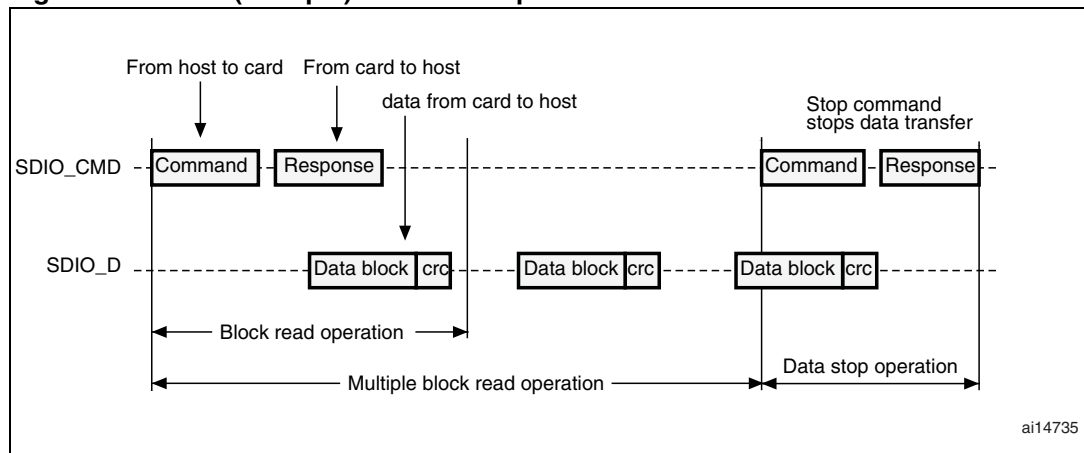 From host to card From card to host
data from card to host
Stop command
stops data transfer
SDIO_CMD Command Response Command Response
SDIO_D Data block crc Data block crc Data block crc
Block read operation
Data stop operation
Multiple block read operation
ai14735